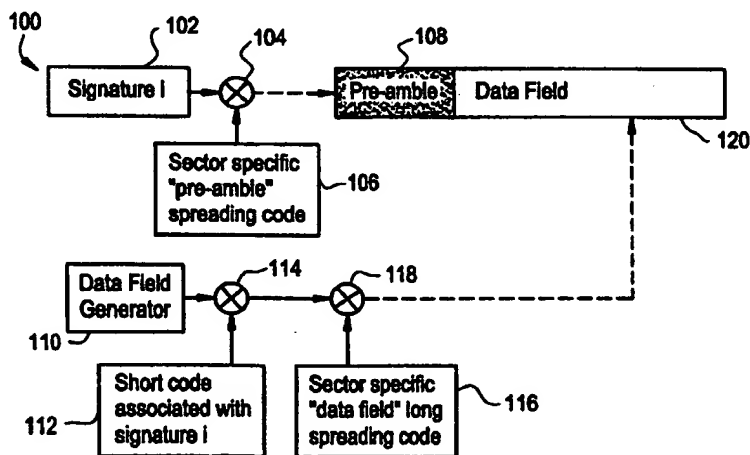 100
102
104
108
Signature i
Pre-amble
Data Field
120
Sector specific
"pre-amble"
spreading code
106
Data Field
Generator
110
114
118
Short code
associated with
signature i
112
Sector specific
"data field" long
spreading code
116